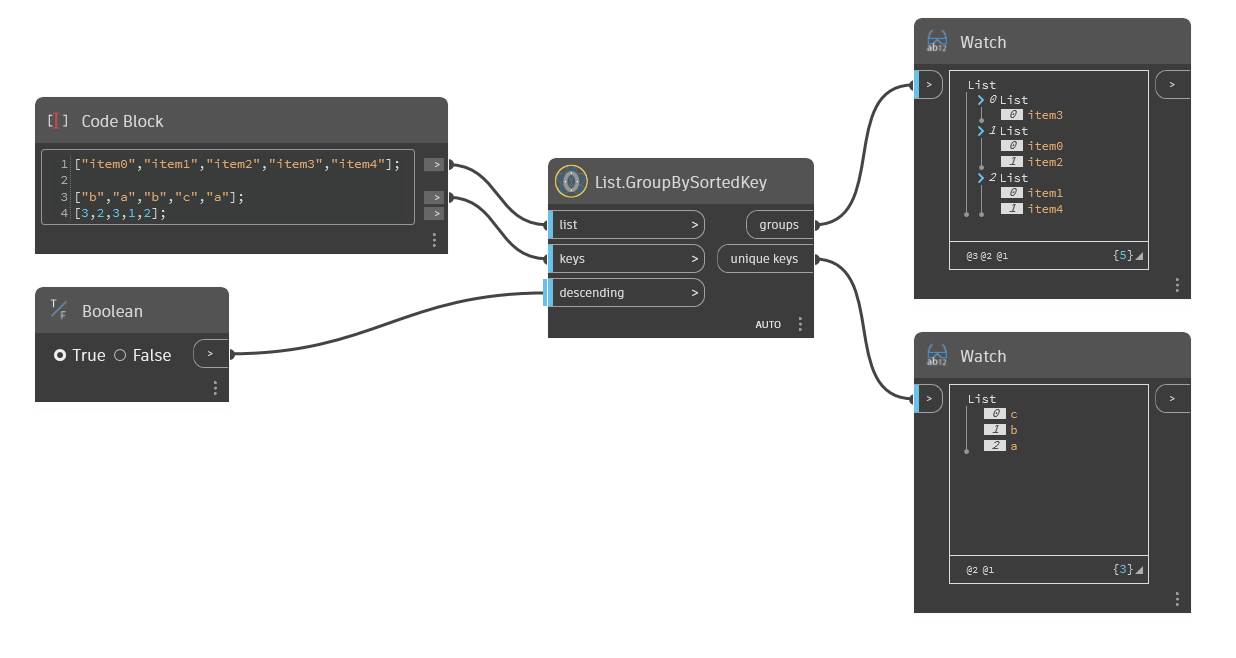 Code Block
1 ["item0","item1","item2","item3","item4"]; >
2
3 ["b","a","b","c","a"]; >
4 [3,2,3,1,2]; >
T/F Boolean
True False >
List.GroupBySortedKey
list > groups
keys > unique keys
descending >
AUTO
ab12 Watch
> >
List
0 List
0 item3
1 List
0 item0
1 item2
2 List
0 item1
1 item4
@3 @2 @1 {5}
ab12 Watch
> >
List
0 c
1 b
2 a
@2 @1 {3}